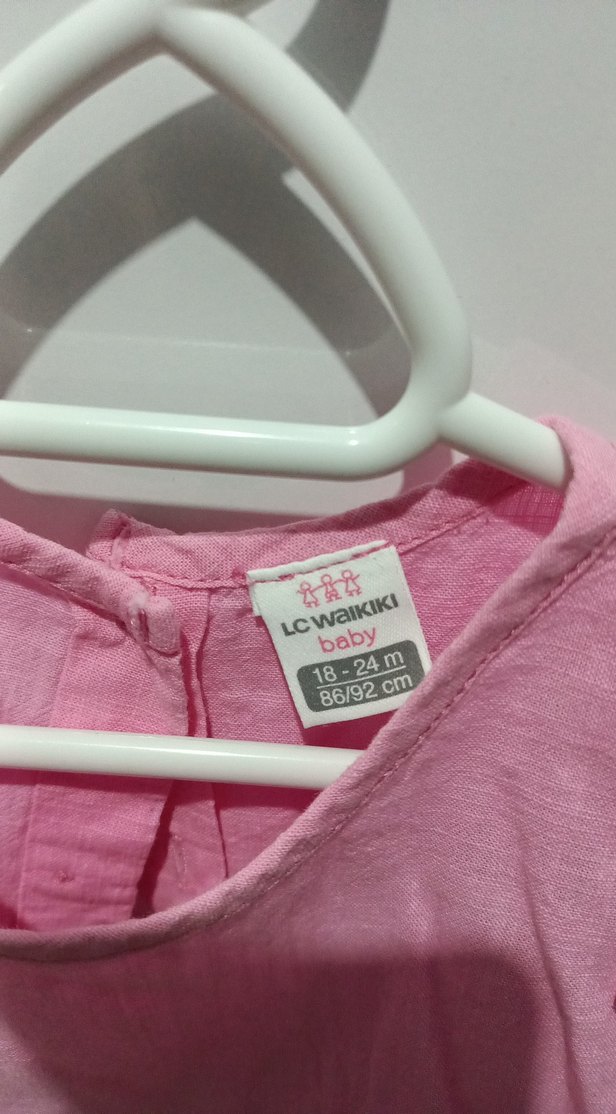 LC WAIKIKI
baby
18 - 24 m
86/92 cm